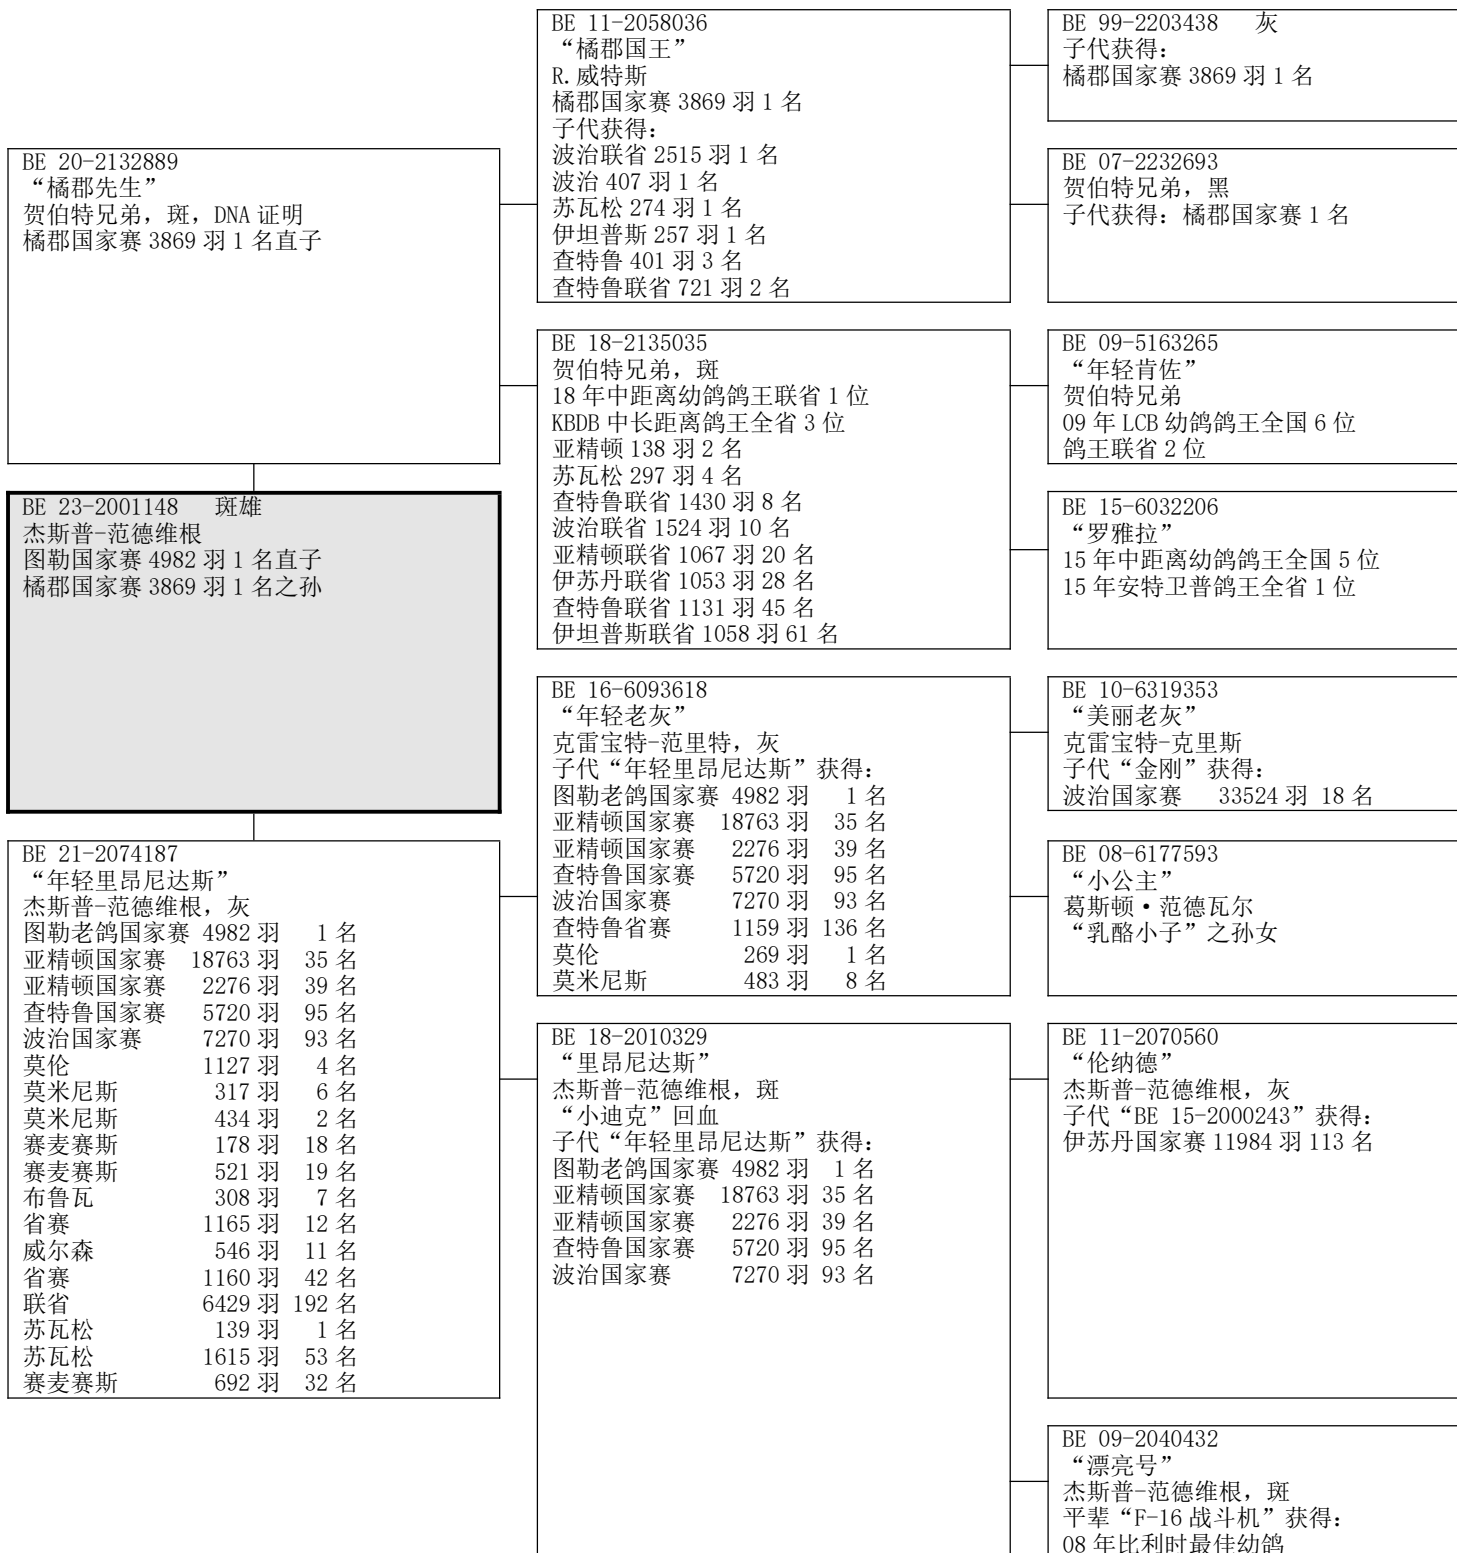 BE 20-2132889
“橘郡先生”
贺伯特兄弟，斑，DNA 证明
橘郡国家赛 3869 羽 1 名直子
BE 23-2001148 斑雄
杰斯普-范德维根
图勒国家赛 4982 羽 1 名直子
橘郡国家赛 3869 羽 1 名之孙
BE 21-2074187
“年轻里昂尼达斯”
杰斯普-范德维根，灰
图勒老鸽国家赛 4982 羽 1 名
亚精顿国家赛 18763 羽 35 名
亚精顿国家赛 2276 羽 39 名
查特鲁国家赛 5720 羽 95 名
波治国家赛 7270 羽 93 名
莫伦 1127 羽 4 名
莫米尼斯 317 羽 6 名
莫米尼斯 434 羽 2 名
赛麦赛斯 178 羽 18 名
赛麦赛斯 521 羽 19 名
布鲁瓦 308 羽 7 名
省赛 1165 羽 12 名
威尔森 546 羽 11 名
省赛 1160 羽 42 名
联省 6429 羽 192 名
苏瓦松 139 羽 1 名
苏瓦松 1615 羽 53 名
赛麦赛斯 692 羽 32 名
BE 11-2058036
“橘郡国王”
R.威特斯
橘郡国家赛 3869 羽 1 名
子代获得：
波治联省 2515 羽 1 名
波治 407 羽 1 名
苏瓦松 274 羽 1 名
伊坦普斯 257 羽 1 名
查特鲁 401 羽 3 名
查特鲁联省 721 羽 2 名
BE 18-2135035
贺伯特兄弟，斑
18 年中距离幼鸽鸽王联省 1 位
KBDB 中长距离鸽王全省 3 位
亚精顿 138 羽 2 名
苏瓦松 297 羽 4 名
查特鲁联省 1430 羽 8 名
波治联省 1524 羽 10 名
亚精顿联省 1067 羽 20 名
伊苏丹联省 1053 羽 28 名
查特鲁联省 1131 羽 45 名
伊坦普斯联省 1058 羽 61 名
BE 16-6093618
“年轻老灰”
克雷宝特-范里特，灰
子代“年轻里昂尼达斯”获得：
图勒老鸽国家赛 4982 羽 1 名
亚精顿国家赛 18763 羽 35 名
亚精顿国家赛 2276 羽 39 名
查特鲁国家赛 5720 羽 95 名
波治国家赛 7270 羽 93 名
查特鲁省赛 1159 羽 136 名
莫伦 269 羽 1 名
莫米尼斯 483 羽 8 名
BE 18-2010329
“里昂尼达斯”
杰斯普-范德维根，斑
“小迪克”回血
子代“年轻里昂尼达斯”获得：
图勒老鸽国家赛 4982 羽 1 名
亚精顿国家赛 18763 羽 35 名
亚精顿国家赛 2276 羽 39 名
查特鲁国家赛 5720 羽 95 名
波治国家赛 7270 羽 93 名
BE 99-2203438 灰
子代获得：
橘郡国家赛 3869 羽 1 名
BE 07-2232693
贺伯特兄弟，黑
子代获得：橘郡国家赛 1 名
BE 09-5163265
“年轻肯佐”
贺伯特兄弟
09 年 LCB 幼鸽鸽王全国 6 位
鸽王联省 2 位
BE 15-6032206
“罗雅拉”
15 年中距离幼鸽鸽王全国 5 位
15 年安特卫普鸽王全省 1 位
BE 10-6319353
“美丽老灰”
克雷宝特-克里斯
子代“金刚”获得：
波治国家赛 33524 羽 18 名
BE 08-6177593
“小公主”
葛斯顿·范德瓦尔
“乳酪小子”之孙女
BE 11-2070560
“伦纳德”
杰斯普-范德维根，灰
子代“BE 15-2000243”获得：
伊苏丹国家赛 11984 羽 113 名
BE 09-2040432
“漂亮号”
杰斯普-范德维根，斑
平辈“F-16 战斗机”获得：
08 年比利时最佳幼鸽